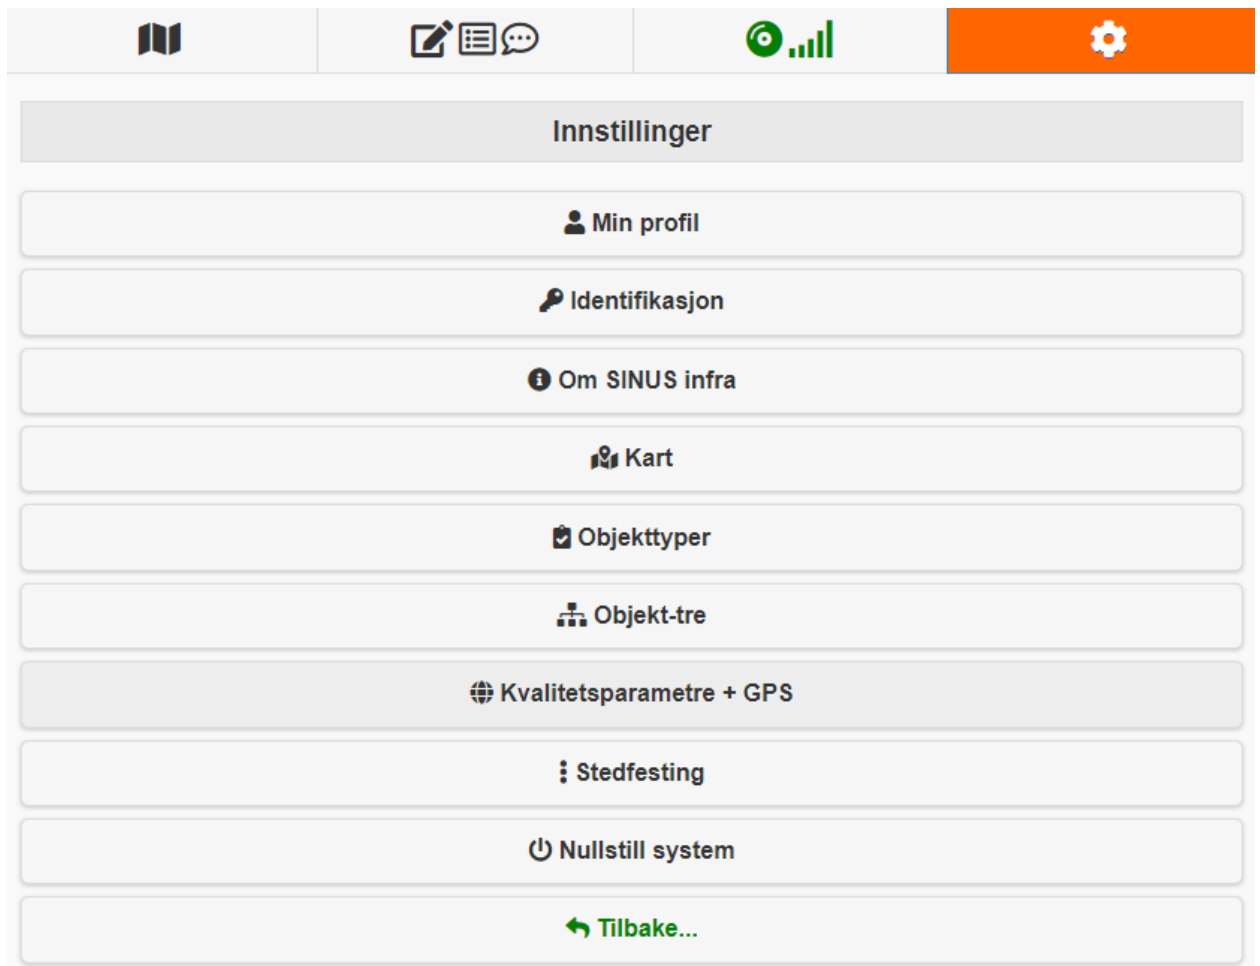 Innstillinger
Min profil
Identifikasjon
Om SINUS infra
Kart
Objekttyper
Objekt-tre
Kvalitetsparametre + GPS
Stedfesting
Nullstill system
Tilbake...